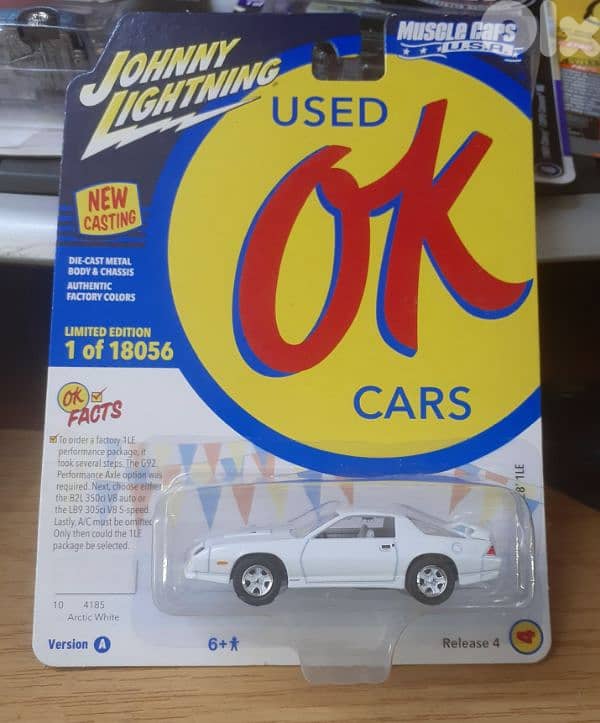 JOHNNY
LIGHTNING
MUSCLE CARS
U.S.A.
USED
OK
CARS
NEW
CASTING
DIE-CAST METAL
BODY & CHASSIS
AUTHENTIC
FACTORY COLORS
LIMITED EDITION
1 of 18056
OK
FACTS
To order a factory 1LE
performance package, it
took several steps. The G92
Performance Axle option was
required. Next, choose either
the B2L 350ci V8 auto or
the LB9 305ci V8 5-speed.
Lastly, A/C must be omitted
Only then could the 1LE
package be selected.
8' 1LE
10 4185
Arctic White
Version A
6+
Release 4
4